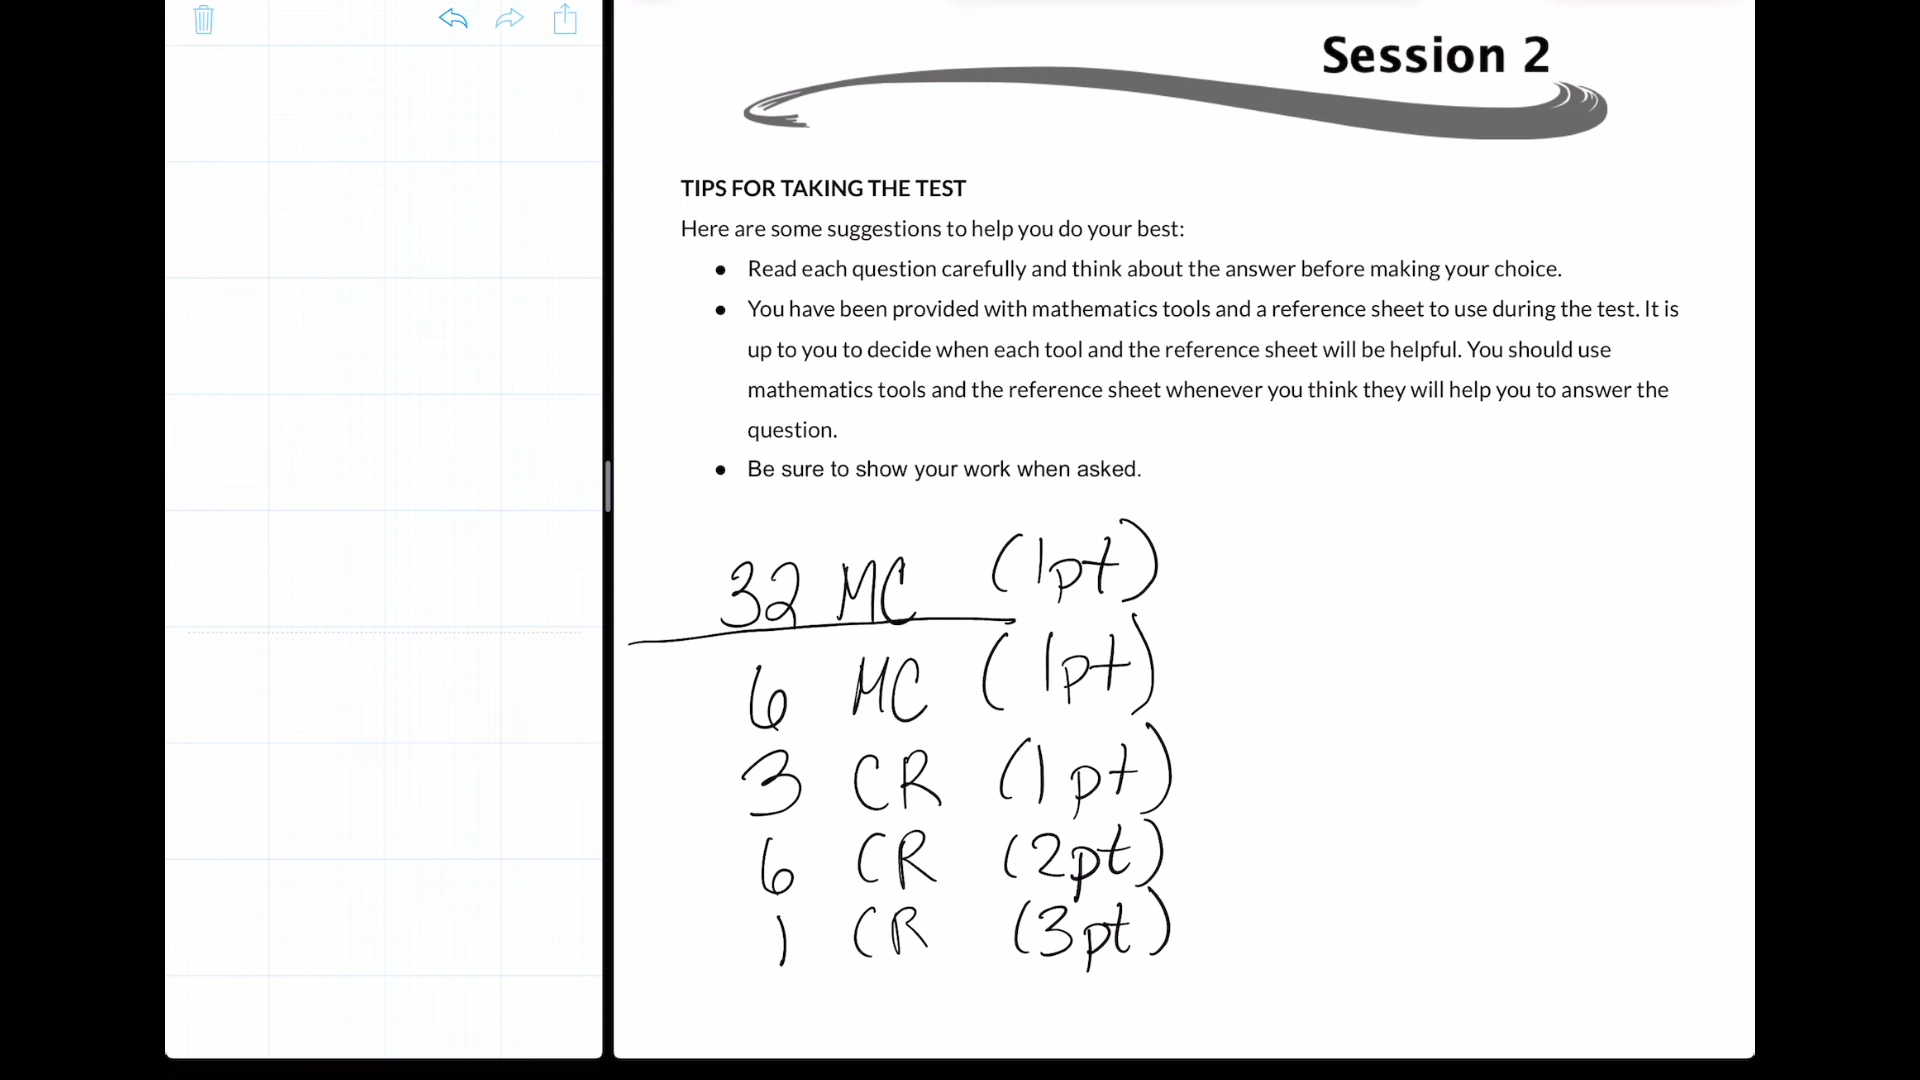 Session 2
TIPS FOR TAKING THE TEST
Here are some suggestions to help you do your best:
● Read each question carefully and think about the answer before making your choice.
● You have been provided with mathematics tools and a reference sheet to use during the test. It is
up to you to decide when each tool and the reference sheet will be helpful. You should use
mathematics tools and the reference sheet whenever you think they will help you to answer the
question.
● Be sure to show your work when asked.
32 MC (1pt)
6 MC (1pt)
3 CR (1pt)
6 CR (2pt)
1 CR (3pt)